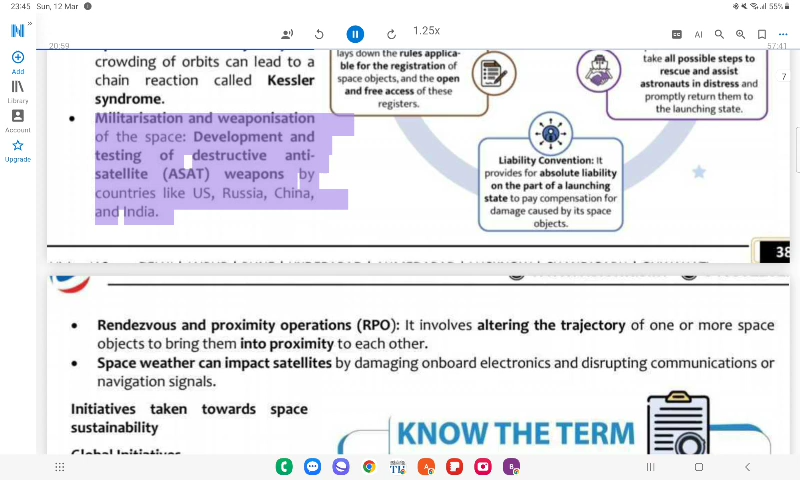 23:45 Sun, 12 Mar
55%
N
»
1.25x
AI
20:59
57:41
Add
Library
Account
Upgrade
crowding of orbits can lead to a
chain reaction called Kessler
syndrome.
• Militarisation and weaponisation
of the space: Development and
testing of destructive anti-
satellite (ASAT) weapons by
countries like US, Russia, China,
and India.
lays down the rules applica-
ble for the registration of
space objects, and the open
and free access of these
registers.
take all possible steps to
rescue and assist
astronauts in distress and
promptly return them to
the launching state.
7
Liability Convention: It
provides for absolute liability
on the part of a launching
state to pay compensation for
damage caused by its space
objects.
38
• Rendezvous and proximity operations (RPO): It involves altering the trajectory of one or more space
objects to bring them into proximity to each other.
• Space weather can impact satellites by damaging onboard electronics and disrupting communications or
navigation signals.
Initiatives taken towards space
sustainability
Global Initiatives
KNOW THE TERM